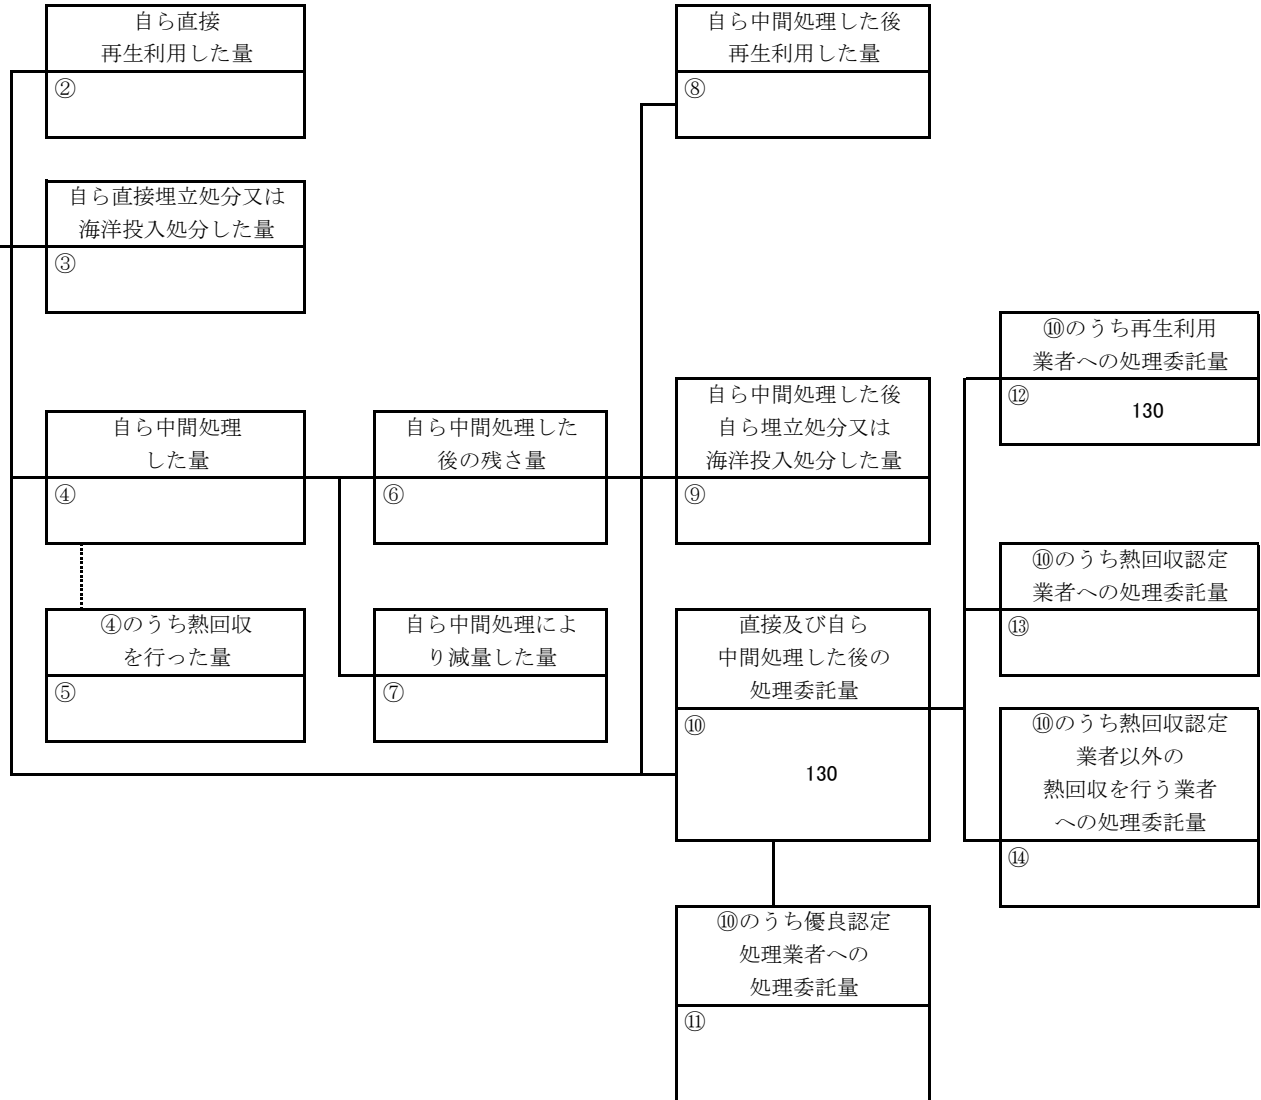 自ら直接
再生利用した量
②
自ら中間処理した後
再生利用した量
⑧
自ら直接埋立処分又は
海洋投入処分した量
③
⑩のうち再生利用
業者への処理委託量
⑫
130
自ら中間処理
した量
④
自ら中間処理した
後の残さ量
⑥
自ら中間処理した後
自ら埋立処分又は
海洋投入処分した量
⑨
⑩のうち熱回収認定
業者への処理委託量
⑬
④のうち熱回収
を行った量
⑤
自ら中間処理によ
り減量した量
⑦
直接及び自ら
中間処理した後の
処理委託量
⑩
130
⑩のうち熱回収認定
業者以外の
熱回収を行う業者
への処理委託量
⑭
⑩のうち優良認定
処理業者への
処理委託量
⑪